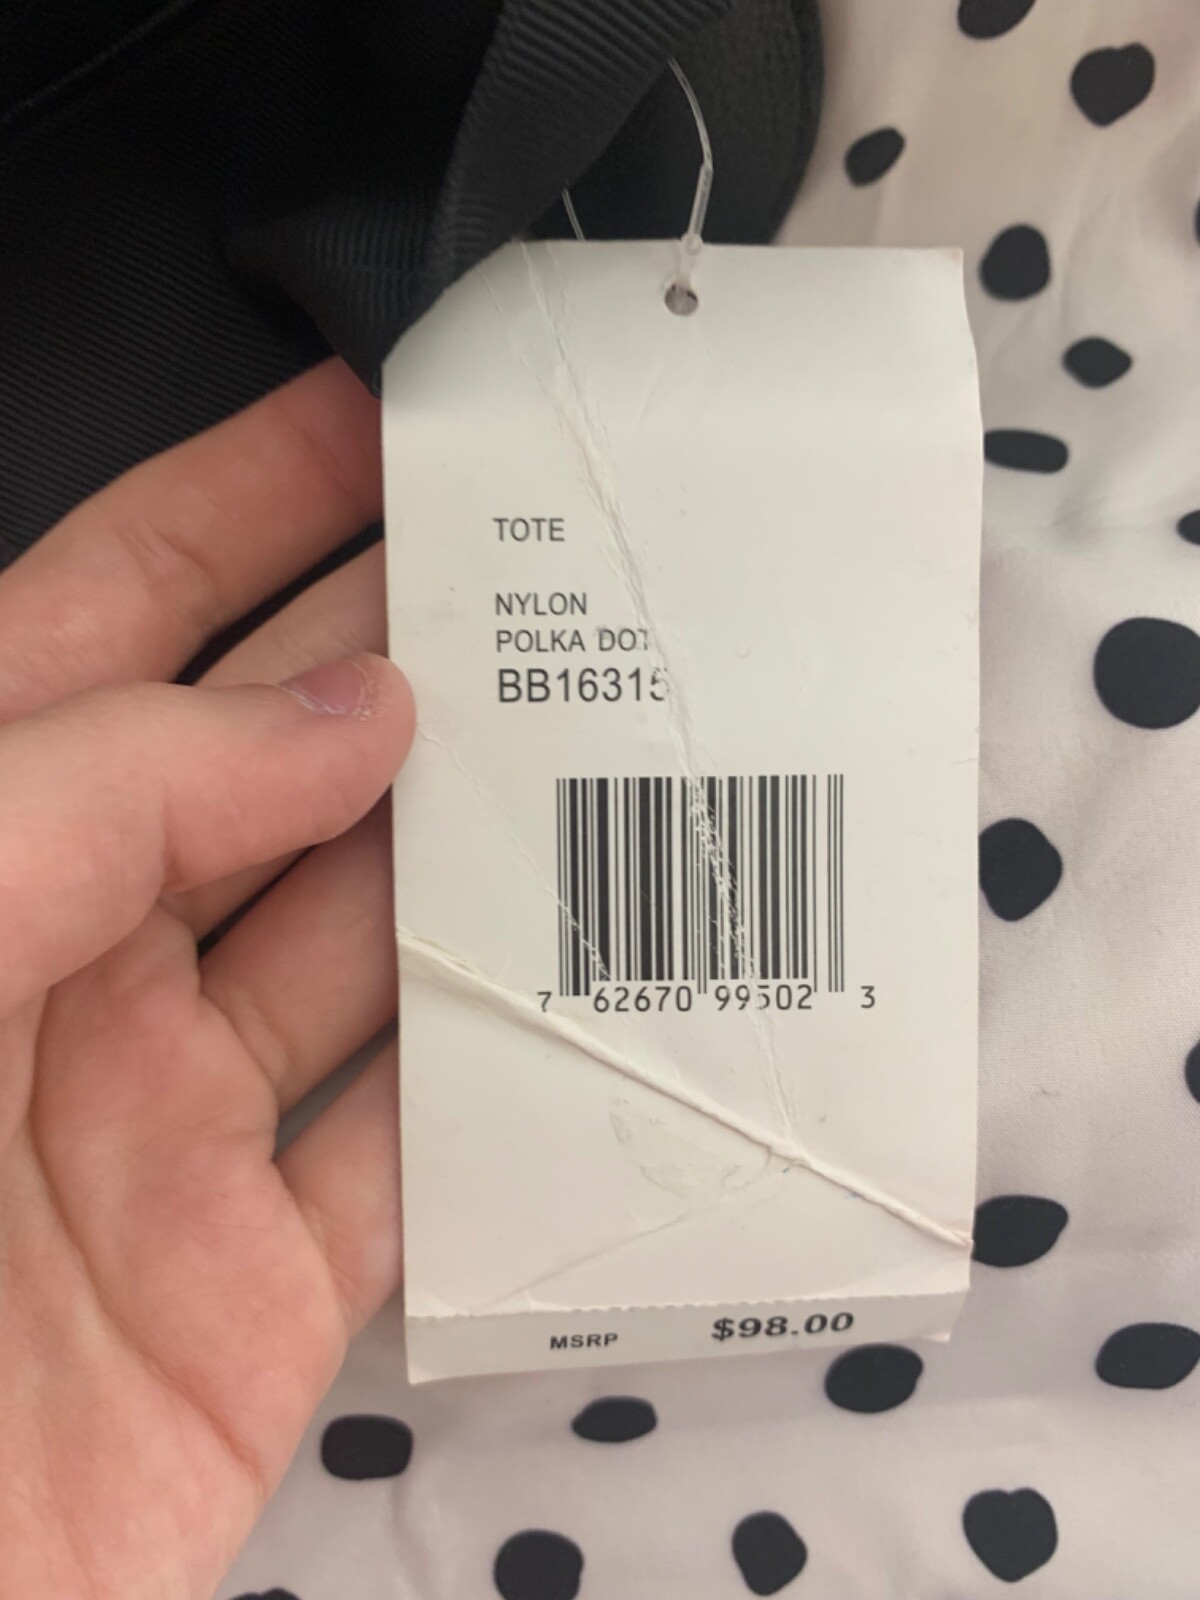 TOTE
NYLON
POLKA DOT
BB16315
7 62670 99502 3
MSRP $98.00